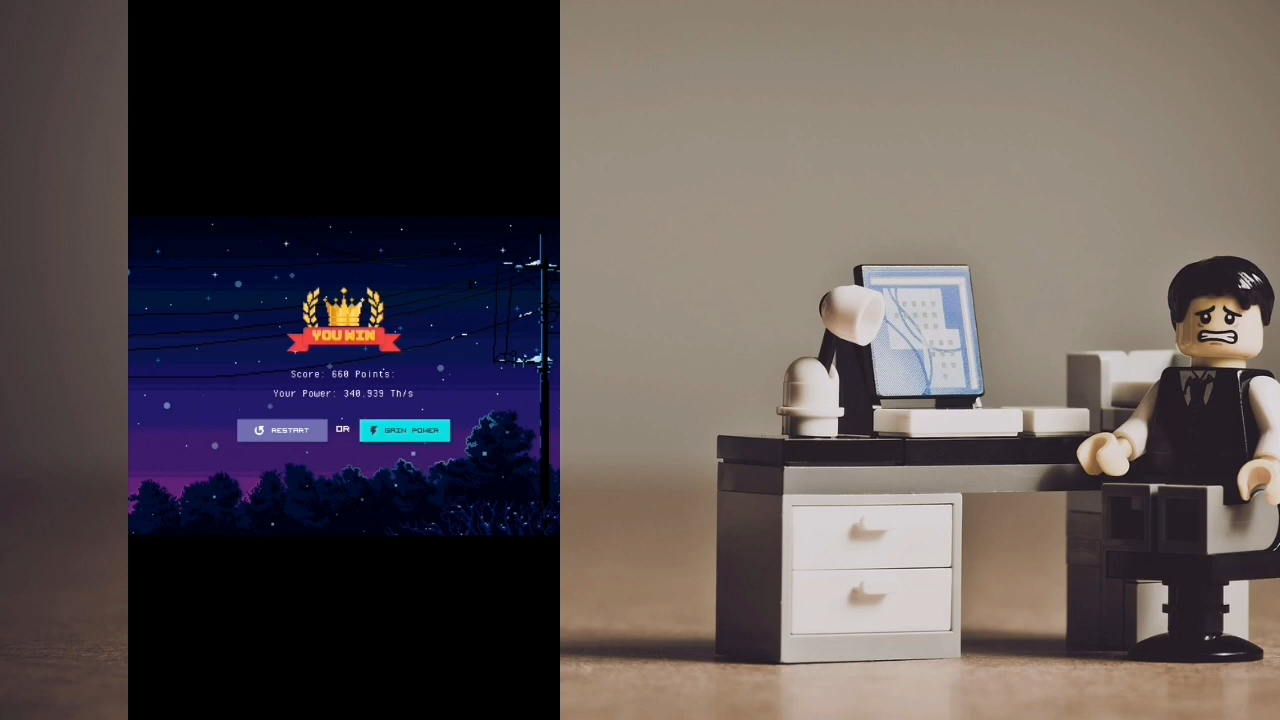 YOU WIN
Score: 660 Points:
Your Power: 340.939 Th/s
RESTART
OR
GAIN POWER